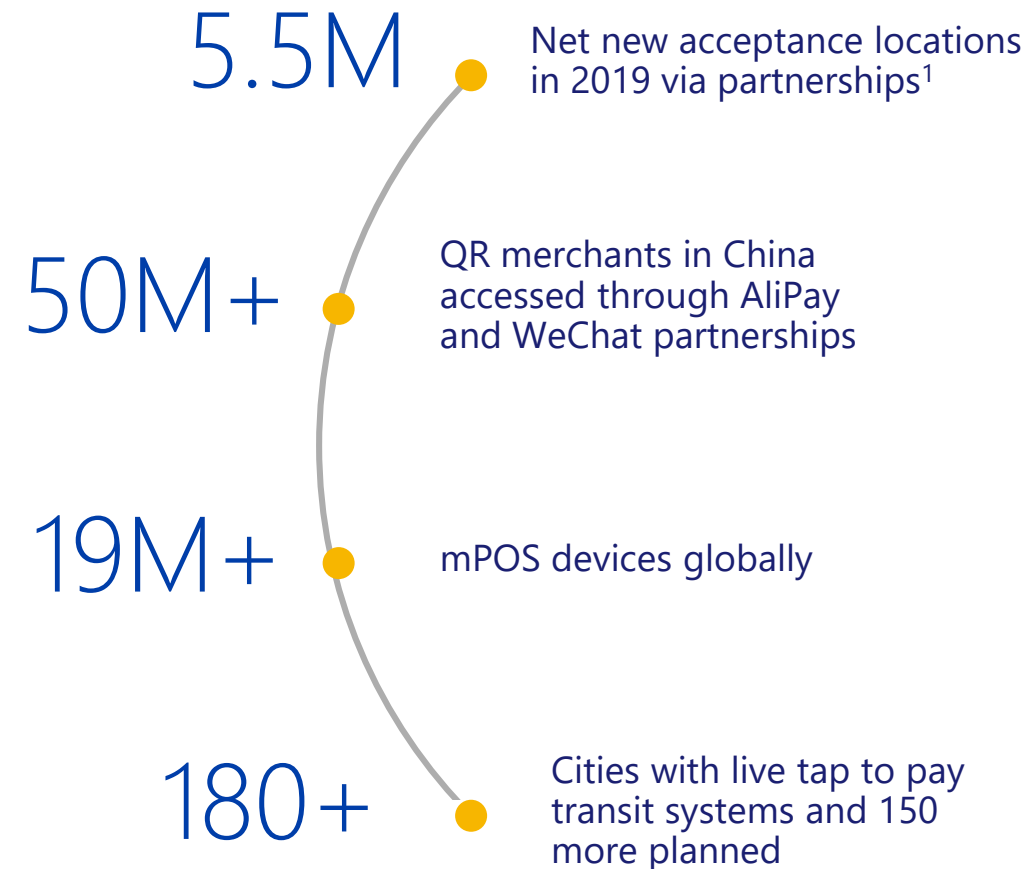 5.5M
Net new acceptance locations
in 2019 via partnerships¹
50M+
QR merchants in China
accessed through AliPay
and WeChat partnerships
19M+
mPOS devices globally
180+
Cities with live tap to pay
transit systems and 150
more planned